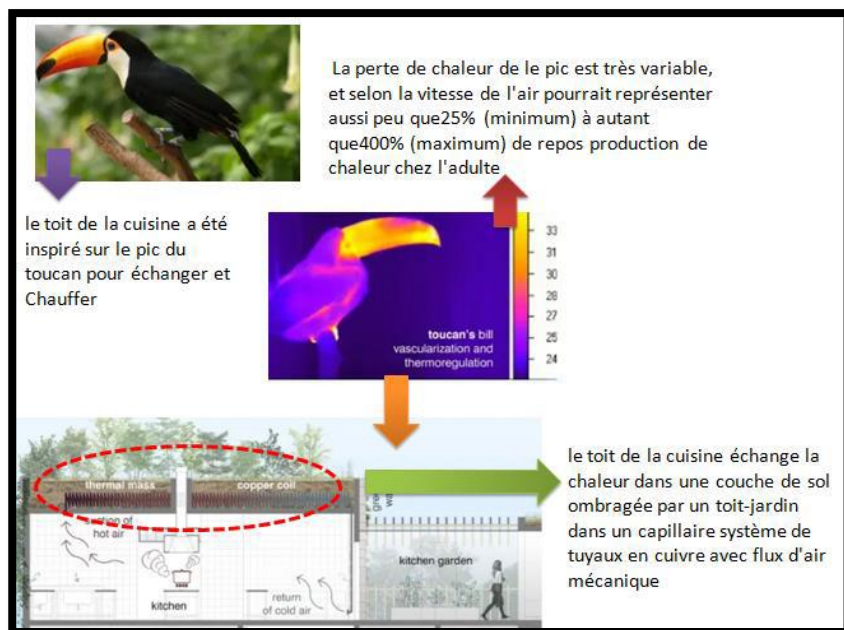 La perte de chaleur de le pic est très variable,
et selon la vitesse de l'air pourrait représenter
aussi peu que25% (minimum) à autant
que400% (maximum) de repos production de
chaleur chez l'adulte
le toit de la cuisine a été
inspiré sur le pic du
toucan pour échanger et
Chauffer
33
31
30
28
27
25
24
toucan's bill
vascularization and
thermoregulation
thermal mass
copper coil
hot air
kitchen
return
of cold air
kitchen garden
le toit de la cuisine échange la
chaleur dans une couche de sol
ombragée par un toit-jardin
dans un capillaire système de
tuyaux en cuivre avec flux d'air
mécanique